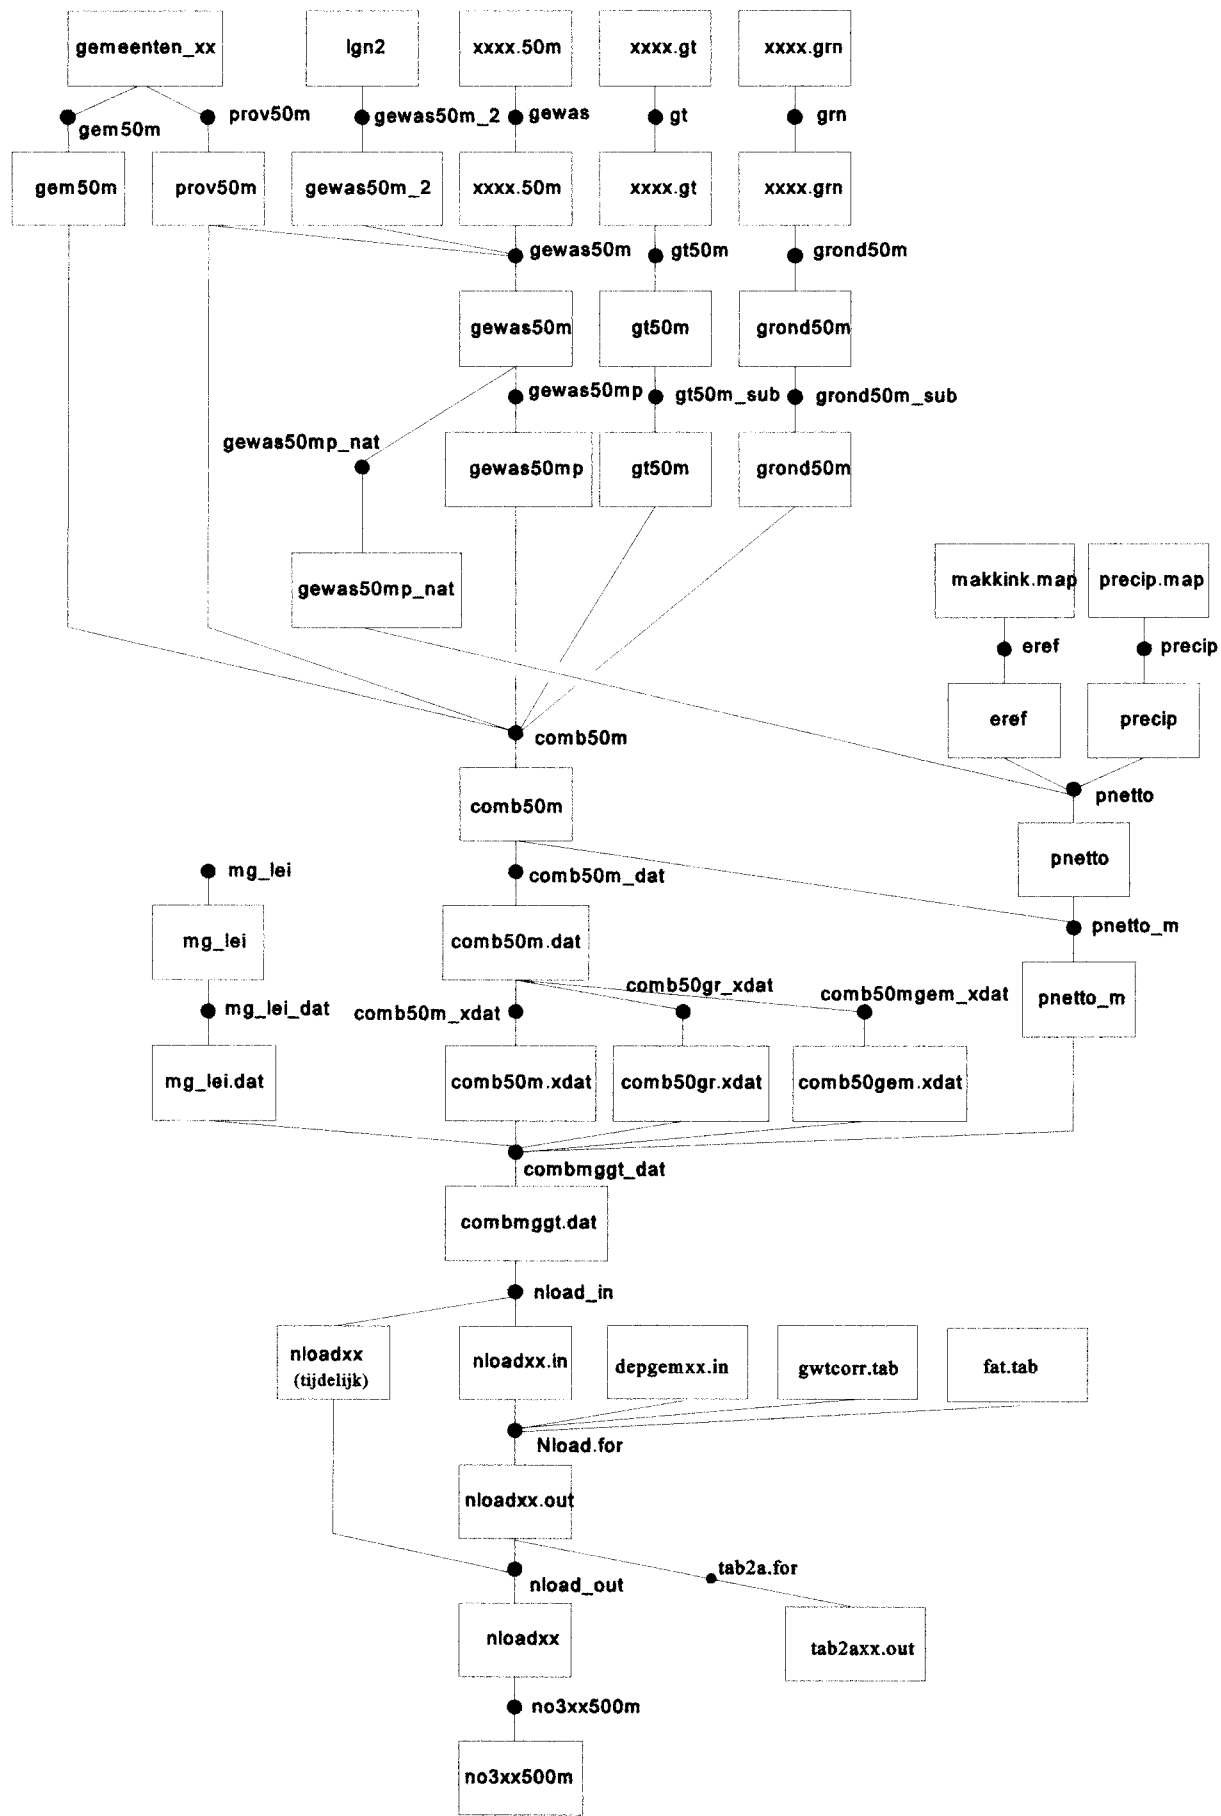 gemeenten_xx
lgn2
xxxx.50m
xxxx.gt
xxxx.grn
gem50m
prov50m
gewas50m_2
gewas
gt
grn
gem50m
prov50m
gewas50m_2
xxxx.50m
xxxx.gt
xxxx.grn
gewas50m
gt50m
grond50m
gewas50m
gt50m
grond50m
gewas50mp
gt50m_sub
grond50m_sub
gewas50mp_nat
gewas50mp
gt50m
grond50m
gewas50mp_nat
makkink.map
precip.map
eref
precip
eref
precip
comb50m
pnetto
comb50m
pnetto
mg_lei
comb50m_dat
pnetto_m
mg_lei
comb50m.dat
comb50gr_xdat
comb50mgem_xdat
pnetto_m
mg_lei_dat
comb50m_xdat
mg_lei.dat
comb50m.xdat
comb50gr.xdat
comb50gem.xdat
combmggt_dat
combmggt.dat
nload_in
nloadxx
(tijdelijk)
nloadxx.in
depgemxx.in
gwtcorr.tab
fat.tab
Nload.for
nloadxx.out
tab2a.for
nload_out
nloadxx
tab2axx.out
no3xx500m
no3xx500m